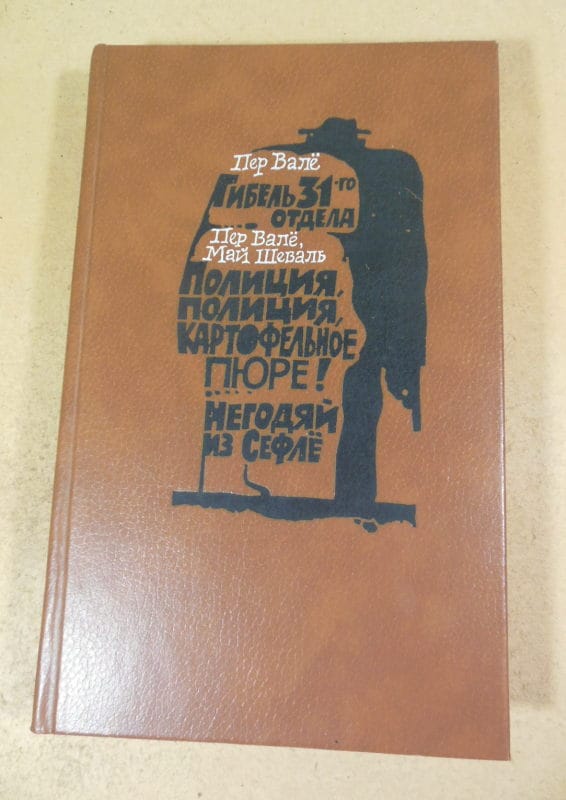 Пер Валё
Гибель 31-го
отдела
Пер Валё,
Май Шеваль
Полиция,
полиция,
картофельное
пюре!
Негодяй
из Сефлё